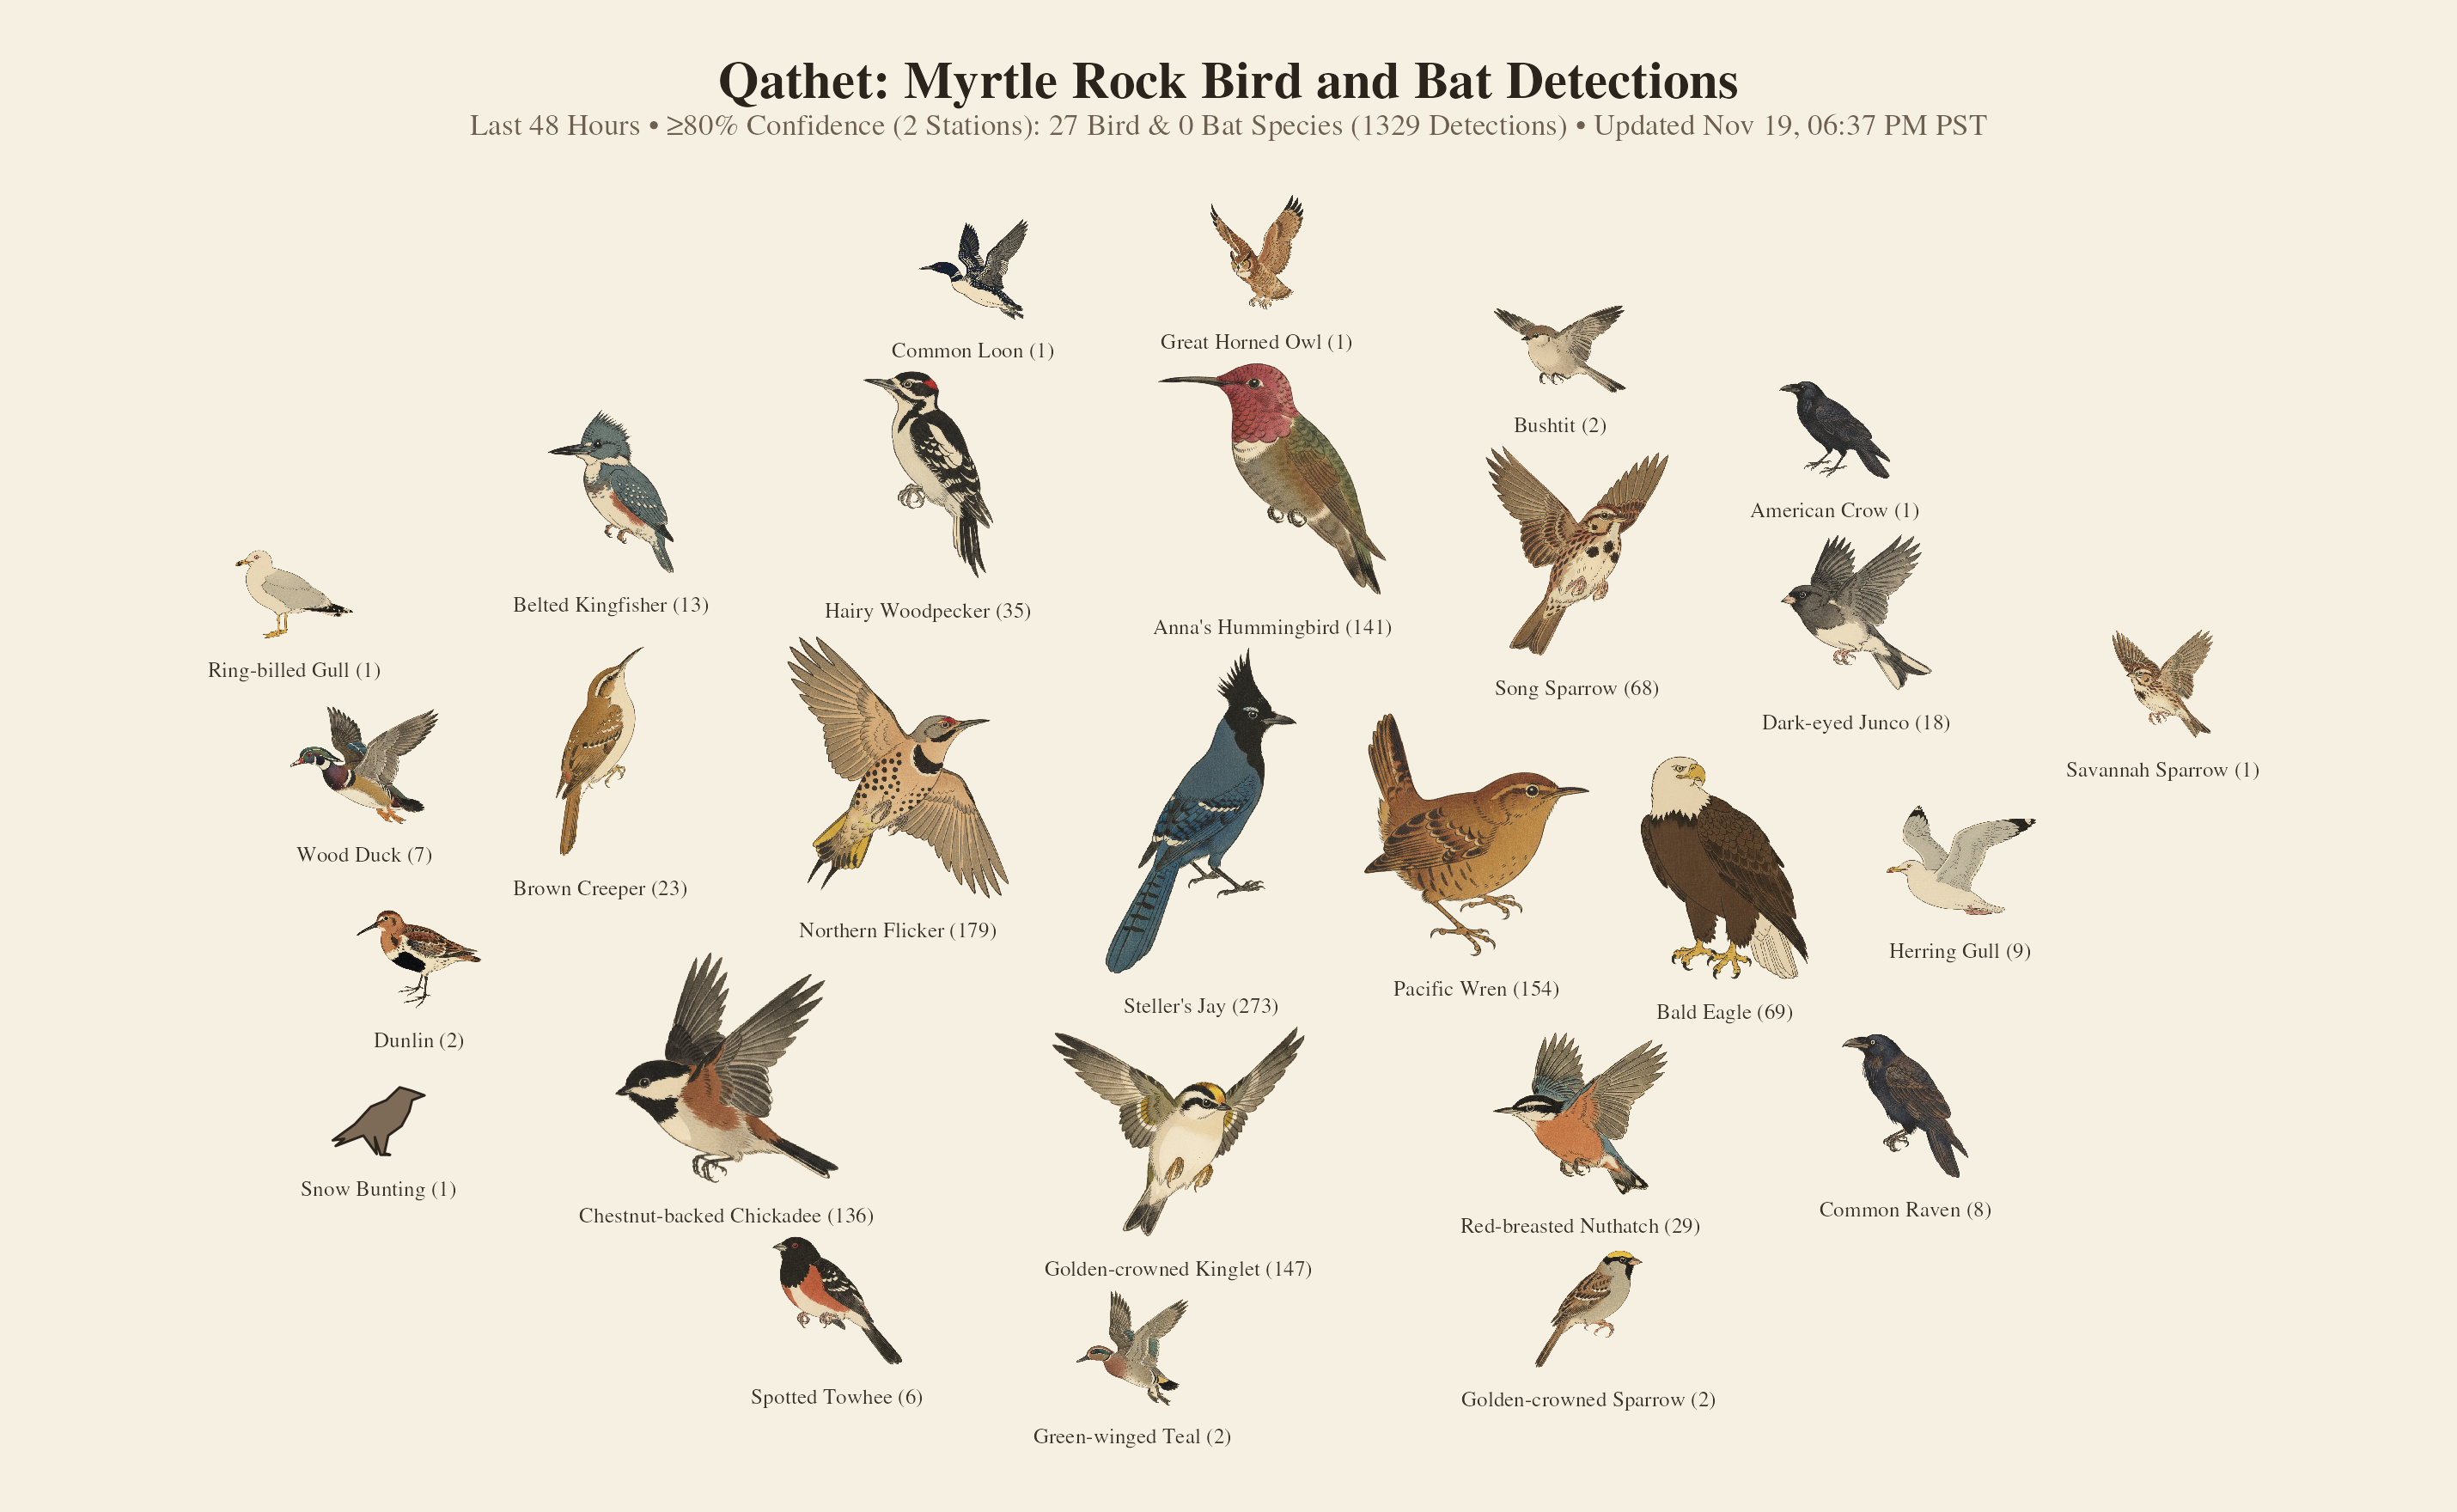 Qathet: Myrtle Rock Bird and Bat Detections
Last 48 Hours • ≥80% Confidence (2 Stations): 27 Bird & 0 Bat Species (1329 Detections) • Updated Nov 19, 06:37 PM PST
Common Loon (1)
Great Horned Owl (1)
Bushtit (2)
American Crow (1)
Belted Kingfisher (13)
Hairy Woodpecker (35)
Anna's Hummingbird (141)
Ring-billed Gull (1)
Song Sparrow (68)
Dark-eyed Junco (18)
Savannah Sparrow (1)
Wood Duck (7)
Brown Creeper (23)
Northern Flicker (179)
Herring Gull (9)
Pacific Wren (154)
Steller's Jay (273)
Bald Eagle (69)
Dunlin (2)
Snow Bunting (1)
Chestnut-backed Chickadee (136)
Common Raven (8)
Red-breasted Nuthatch (29)
Golden-crowned Kinglet (147)
Spotted Towhee (6)
Golden-crowned Sparrow (2)
Green-winged Teal (2)